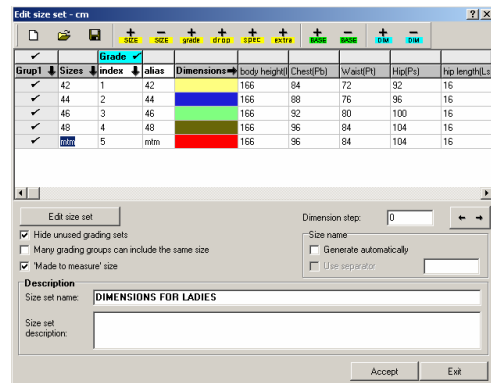 Edit size set - cm
SIZE SIZE grade drop spec extra BASE BASE DIM DIM
Grade
Grup1 Sizes index alias Dimensions body height( Chest(Pb) Waist(Pt) Hip(Ps) hip length(Ls
42 1 42 166 84 72 92 16
44 2 44 166 88 76 96 16
46 3 46 166 92 80 100 16
48 4 48 166 96 84 104 16
mtm 5 mtm 166 96 84 104 16
Edit size set
Dimension step: 0
Hide unused grading sets
Size name
Many grading groups can include the same size
Generate automatically
'Made to measure' size
Use separator
Description
Size set name: DIMENSIONS FOR LADIES
Size set
description:
Accept Exit